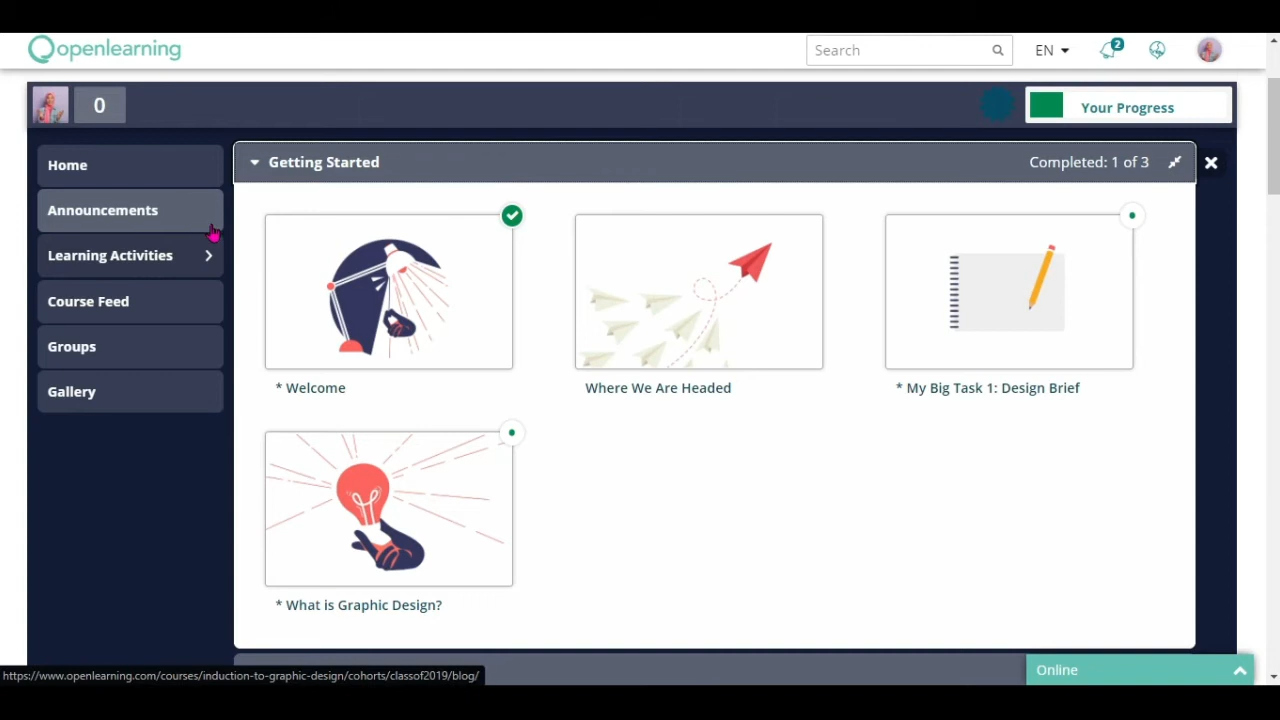 openlearning
Search
EN
2
0
Your Progress
Home
Announcements
Learning Activities
Course Feed
Groups
Gallery
Getting Started
Completed: 1 of 3
* Welcome
Where We Are Headed
* My Big Task 1: Design Brief
* What is Graphic Design?
https://www.openlearning.com/courses/induction-to-graphic-design/cohorts/classof2019/blog/
Online